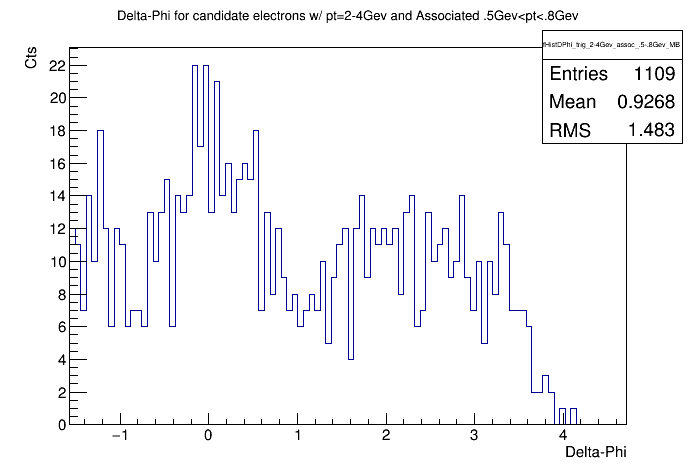 Delta-Phi for candidate electrons w/ pt=2-4Gev and Associated .5Gev<pt<.8Gev
fHistDPhi_trig_2-4Gev_assoc_.5-.8Gev_MB
Entries 1109
Mean 0.9268
RMS 1.483
Cts
22
20
18
16
14
12
10
8
6
4
2
0
−1 0 1 2 3 4
Delta-Phi